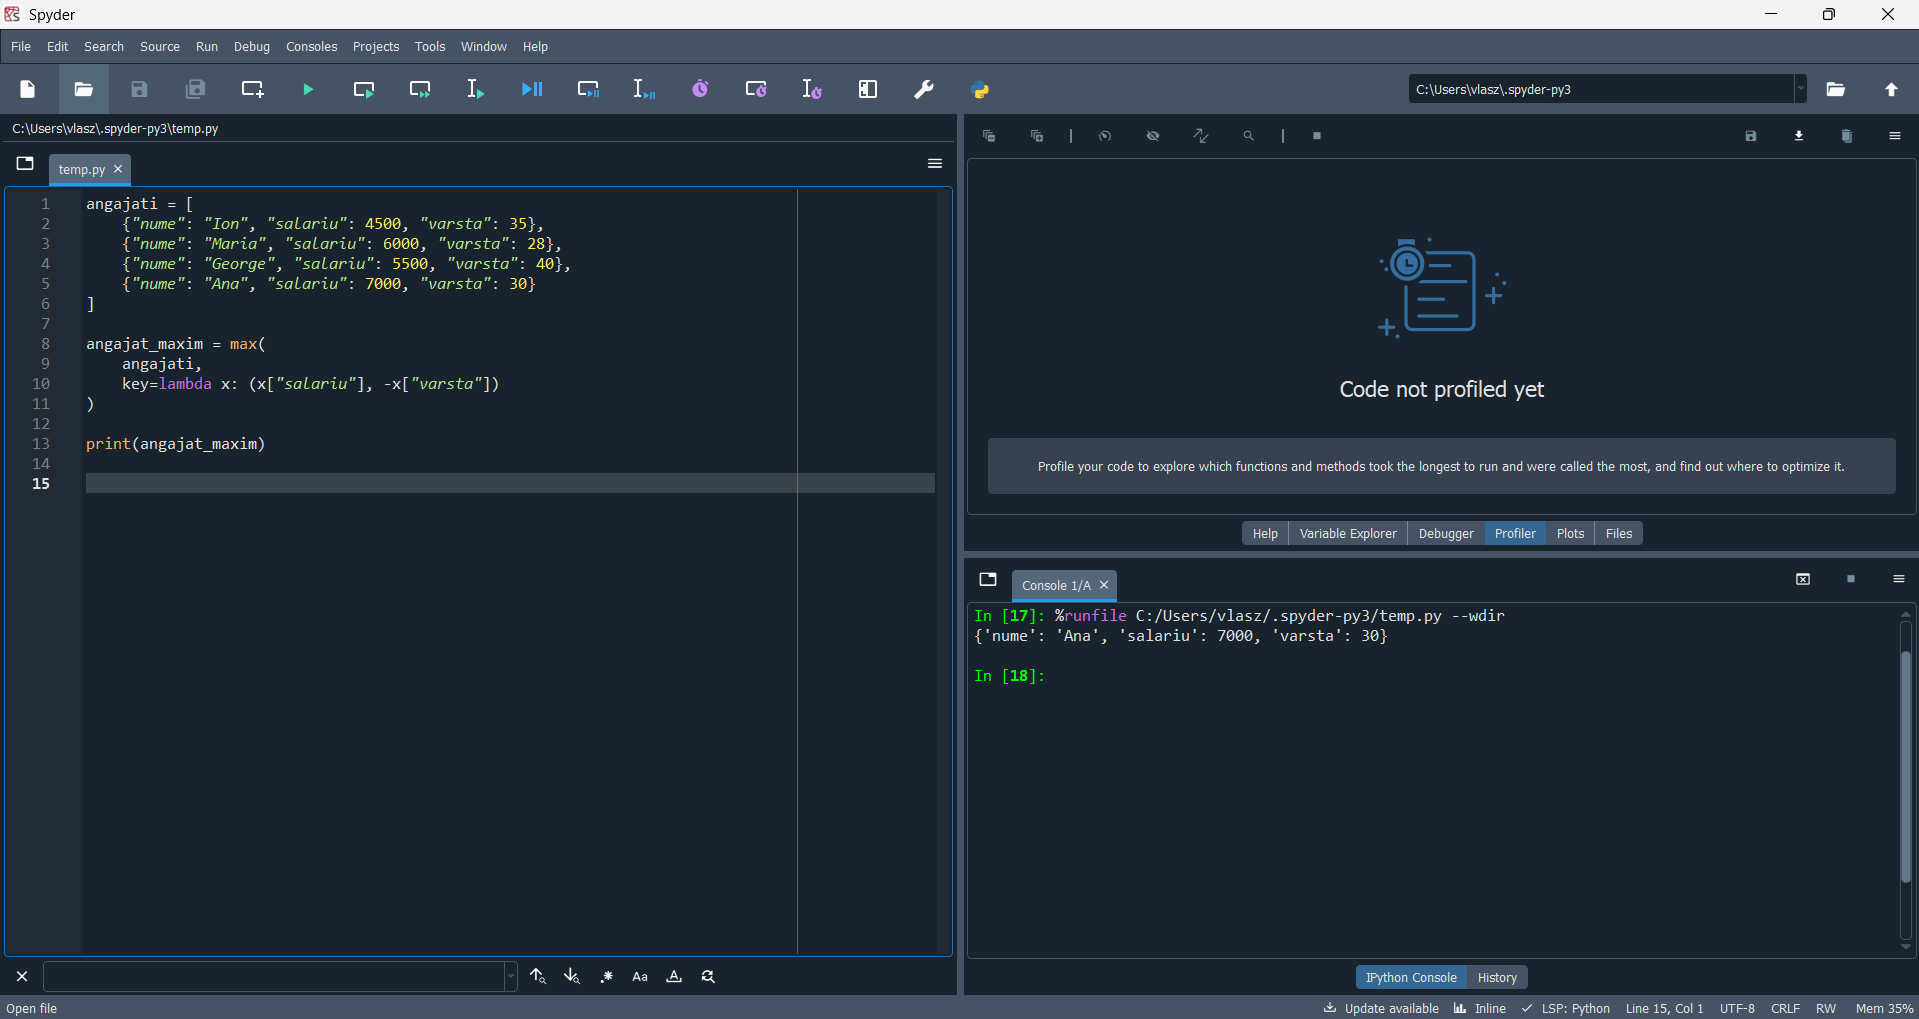 Spyder
File Edit Search Source Run Debug Consoles Projects Tools Window Help
C:\Users\vlasz\.spyder-py3
C:\Users\vlasz\.spyder-py3\temp.py
temp.py
1 angajati = [
2     {"nume": "Ion", "salariu": 4500, "varsta": 35},
3     {"nume": "Maria", "salariu": 6000, "varsta": 28},
4     {"nume": "George", "salariu": 5500, "varsta": 40},
5     {"nume": "Ana", "salariu": 7000, "varsta": 30}
6 ]
7
8 angajat_maxim = max(
9     angajati,
10     key=lambda x: (x["salariu"], -x["varsta"])
11 )
12
13 print(angajat_maxim)
14
15
Aa
Code not profiled yet
Profile your code to explore which functions and methods took the longest to run and were called the most, and find out where to optimize it.
Help Variable Explorer Debugger Profiler Plots Files
Console 1/A
In [17]: %runfile C:/Users/vlasz/.spyder-py3/temp.py --wdir
{'nume': 'Ana', 'salariu': 7000, 'varsta': 30}
In [18]:
IPython Console History
Open file
Update available Inline LSP: Python Line 15, Col 1 UTF-8 CRLF RW Mem 35%